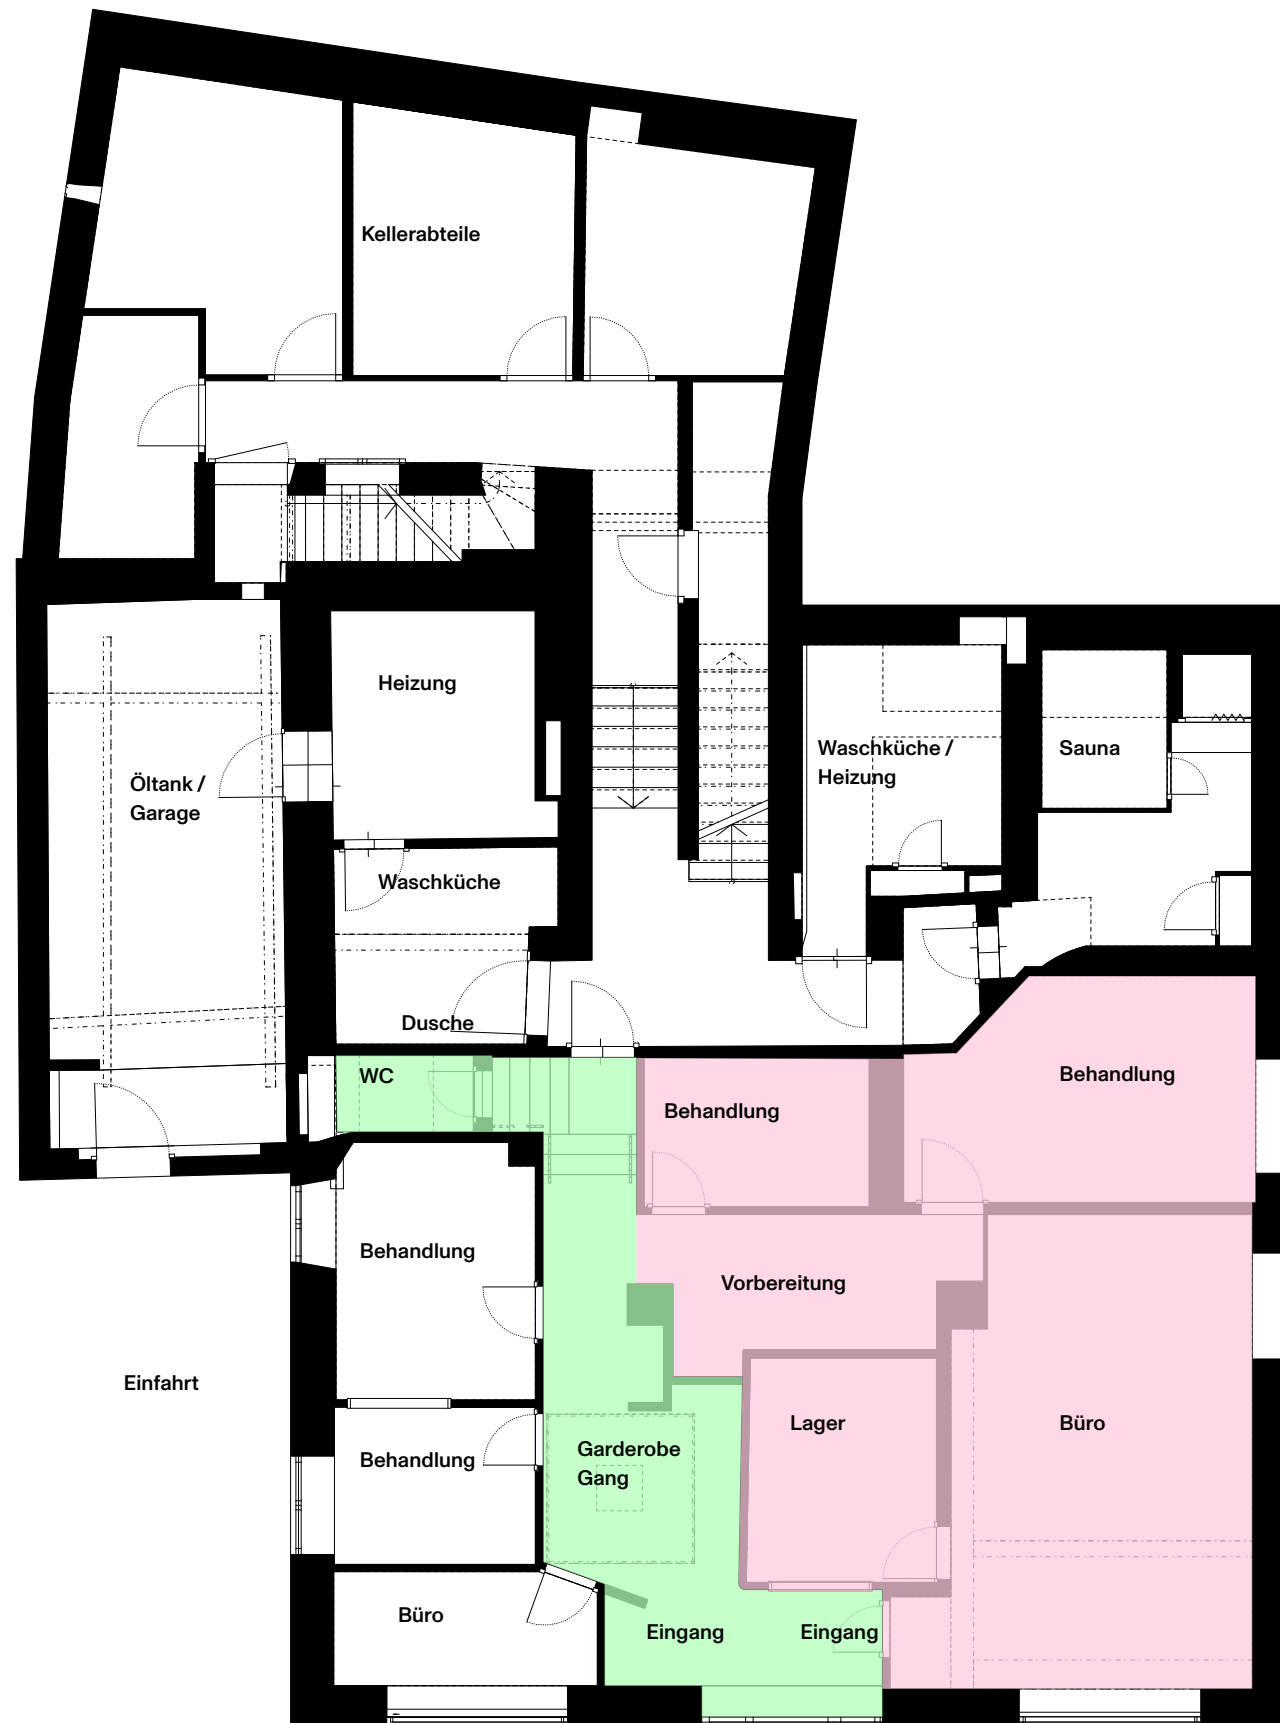 Kellerabteile
Heizung
Waschküche /
Heizung
Sauna
Öltank /
Garage
Waschküche
Dusche
WC
Behandlung
Behandlung
Behandlung
Vorbereitung
Einfahrt
Lager
Büro
Garderobe
Gang
Behandlung
Büro
Eingang
Eingang